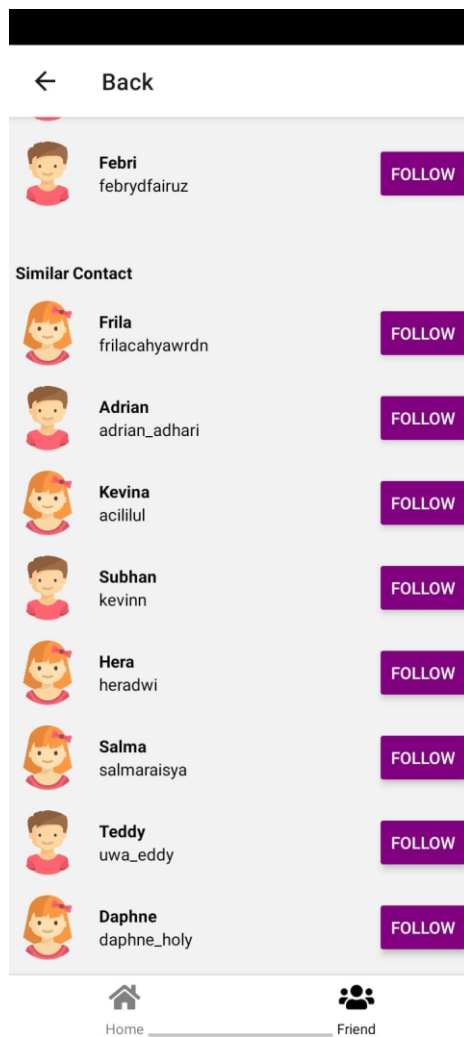 Back
Febri
febrydfairuz
FOLLOW
Similar Contact
Frila
frilacahyawrdn
FOLLOW
Adrian
adrian_adhari
FOLLOW
Kevina
acililul
FOLLOW
Subhan
kevinn
FOLLOW
Hera
heradwi
FOLLOW
Salma
salmaraisya
FOLLOW
Teddy
uwa_eddy
FOLLOW
Daphne
daphne_holy
FOLLOW
Home
Friend